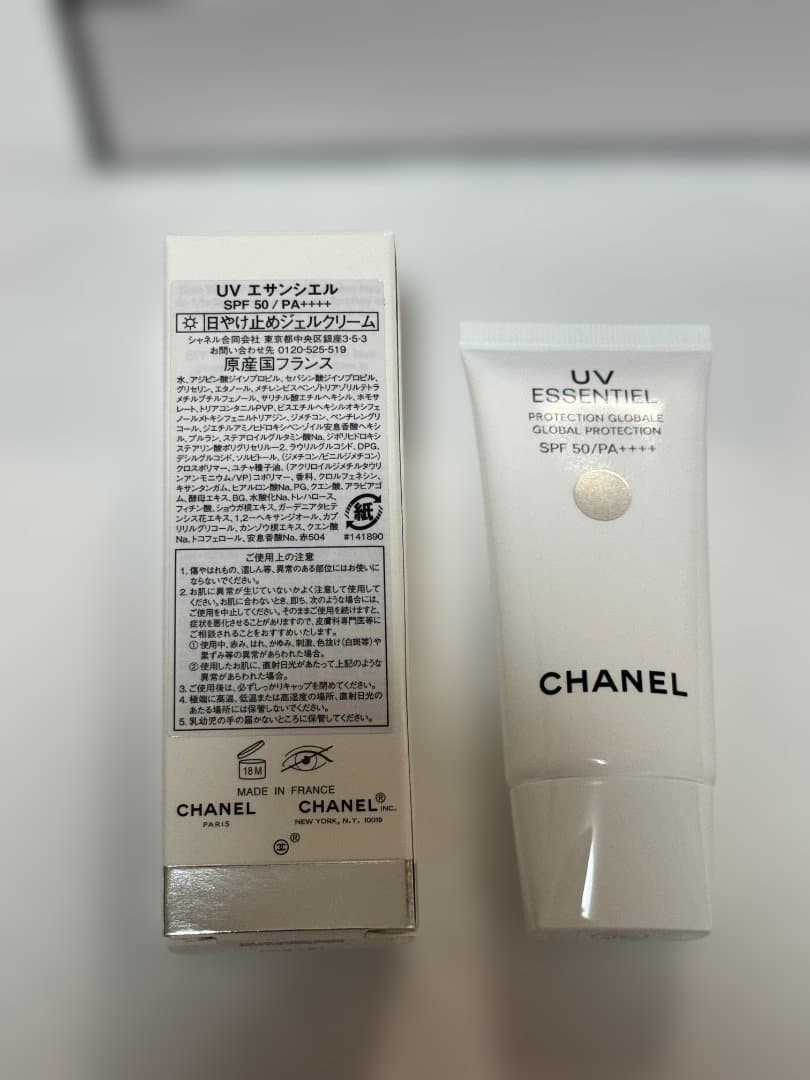 UV エサンシエル
SPF 50 / PA++++
日やけ止めジェルクリーム
シャネル合同会社 東京都中央区銀座3-5-3
お問い合わせ先 0120-525-519
原産国フランス
水、アジピン酸ジイソプロピル、セバシン酸ジイソプロピル、
グリセリン、エタノール、メチレンビスベンゾトリアゾリルテトラ
メチルブチルフェノール、サリチル酸エチルヘキシル、ホモサ
レート、トリアコンタニルPVP、ビスエチルヘキシルオキシフェ
ノールメトキシフェニルトリアジン、ジメチコン、ペンチレングリ
コール、ジエチルアミノヒドロキシベンゾイル安息香酸ヘキシ
ル、プルラン、ステアロイルグルタミン酸Na、ジポリヒドロキシ
ステアリン酸ポリグリセリル-2、ラウリルグルコシド、DPG、
デシルグルコシド、ソルビトール、(ジメチコン/ビニルジメチコン)
クロスポリマー、ユチャ種子油、(アクリロイルジメチルタウリ
ンアンモニウム/VP)コポリマー、香料、クロルフェネシン、
キサンタンガム、ヒアルロン酸Na、PG、クエン酸、アラビアゴ
ム、酵母エキス、BG、水酸化Na、トレハロース、
フィチン酸、ショウガ根エキス、ガーデニアタヒテ
ンシス花エキス、1,2-ヘキサンジオール、カプ
リリルグリコール、カンゾウ根エキス、クエン酸
Na、トコフェロール、安息香酸Na、赤504
紙
#141890
ご使用上の注意
1. 傷やはれもの、湿しん等、異常のある部位にはお使いに
ならないでください。
2. お肌に異常が生じていないかよく注意して使用して
ください。お肌に合わないとき、即ち、次のような場合には、
ご使用を中止してください。そのままご使用を続けますと、
症状を悪化させることがありますので、皮膚科専門医等に
ご相談されることをおすすめいたします。
① 使用中、赤み、はれ、かゆみ、刺激、色抜け(白斑等)や
黒ずみ等の異常があらわれた場合。
② 使用したお肌に、直射日光があたって上記のような
異常があらわれた場合。
3. ご使用後は、必ずしっかりキャップを閉めてください。
4. 極端に高温、低温または高湿度の場所、直射日光の
あたる場所には保管しないでください。
5. 乳幼児の手の届かないところに保管してください。
18 M
MADE IN FRANCE
CHANEL
PARIS
CHANEL® INC.
NEW YORK, N.Y. 10019
®
UV
ESSENTIEL
PROTECTION GLOBALE
GLOBAL PROTECTION
SPF 50/PA++++
CHANEL